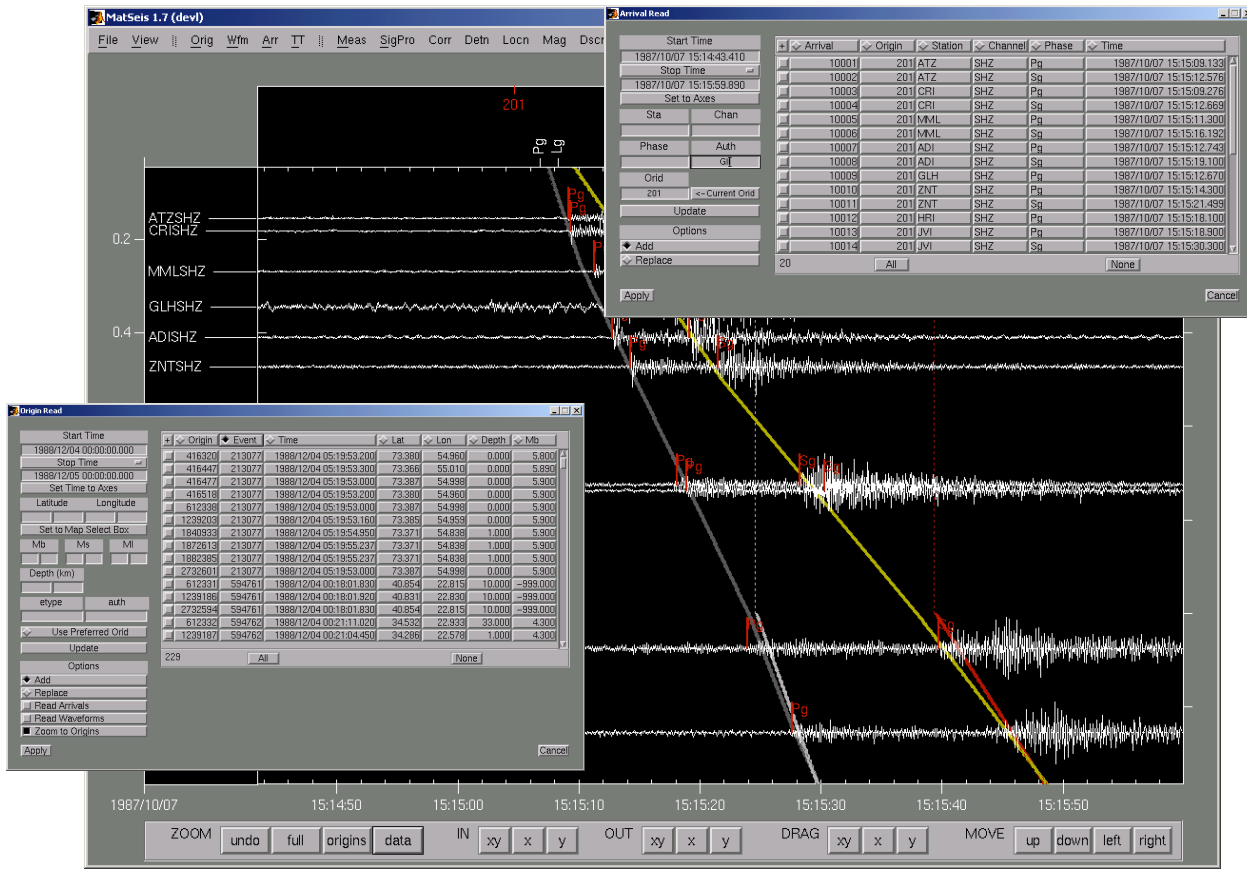 MatSeis 1.7 (devl)
File View || Orig Wfm Arr TT || Meas SigPro Corr Detn Locn Mag Dscr
201
Pg Lg
Pg
Pg
ATZSHZ
CRISHZ
0.2
MMLSHZ
GLHSHZ
0.4
ADISHZ
ZNTSHZ
Pg Sg
Pg Pg Sg Sg
Pg Sg
Pg
1987/10/07 15:14:50 15:15:00 15:15:10 15:15:20 15:15:30 15:15:40 15:15:50
ZOOM undo full origins data IN xy x y OUT xy x y DRAG xy x y MOVE up down left right
Arrival Read
Start Time
1987/10/07 15:14:43.410
Stop Time
1987/10/07 15:15:59.890
Set to Axes
Sta Chan
Phase Auth
GI
Orid
201 <-Current Orid
Update
Options
Add
Replace
Apply
+ Arrival Origin Station Channel Phase Time
10001 201 ATZ SHZ Pg 1987/10/07 15:15:09.133
10002 201 ATZ SHZ Sg 1987/10/07 15:15:12.576
10003 201 CRI SHZ Pg 1987/10/07 15:15:09.276
10004 201 CRI SHZ Sg 1987/10/07 15:15:12.669
10005 201 MML SHZ Pg 1987/10/07 15:15:11.300
10006 201 MML SHZ Sg 1987/10/07 15:15:16.192
10007 201 ADI SHZ Pg 1987/10/07 15:15:12.743
10008 201 ADI SHZ Sg 1987/10/07 15:15:19.100
10009 201 GLH SHZ Pg 1987/10/07 15:15:12.670
10010 201 ZNT SHZ Pg 1987/10/07 15:15:14.300
10011 201 ZNT SHZ Sg 1987/10/07 15:15:21.499
10012 201 HRI SHZ Pg 1987/10/07 15:15:18.100
10013 201 JVI SHZ Pg 1987/10/07 15:15:18.900
10014 201 JVI SHZ Sg 1987/10/07 15:15:30.300
20 All None
Cancel
Origin Read
Start Time
1988/12/04 00:00:00.000
Stop Time
1988/12/05 00:00:00.000
Set Time to Axes
Latitude Longitude
Set to Map Select Box
Mb Ms Ml
Depth (km)
etype auth
Use Preferred Orid
Update
Options
Add
Replace
Read Arrivals
Read Waveforms
Zoom to Origins
Apply
+ Origin Event Time Lat Lon Depth Mb
416320 213077 1988/12/04 05:19:53.200 73.380 54.960 0.000 5.800
416447 213077 1988/12/04 05:19:53.300 73.366 55.010 0.000 5.890
416477 213077 1988/12/04 05:19:53.000 73.387 54.998 0.000 5.900
416518 213077 1988/12/04 05:19:53.200 73.380 54.960 0.000 5.900
612338 213077 1988/12/04 05:19:53.000 73.387 54.998 0.000 5.900
1239203 213077 1988/12/04 05:19:53.160 73.385 54.959 0.000 5.900
1840933 213077 1988/12/04 05:19:54.950 73.371 54.838 1.000 5.900
1872613 213077 1988/12/04 05:19:55.237 73.371 54.838 1.000 5.900
1882385 213077 1988/12/04 05:19:55.237 73.371 54.838 1.000 5.900
2732601 213077 1988/12/04 05:19:53.000 73.387 54.998 0.000 5.900
612331 594761 1988/12/04 00:18:01.830 40.854 22.815 10.000 -999.000
1239186 594761 1988/12/04 00:18:01.920 40.831 22.830 10.000 -999.000
2732594 594761 1988/12/04 00:18:01.830 40.854 22.815 10.000 -999.000
612332 594762 1988/12/04 00:21:11.020 34.532 22.933 33.000 4.300
1239187 594762 1988/12/04 00:21:04.450 34.286 22.578 1.000 4.300
229 All None
Cancel